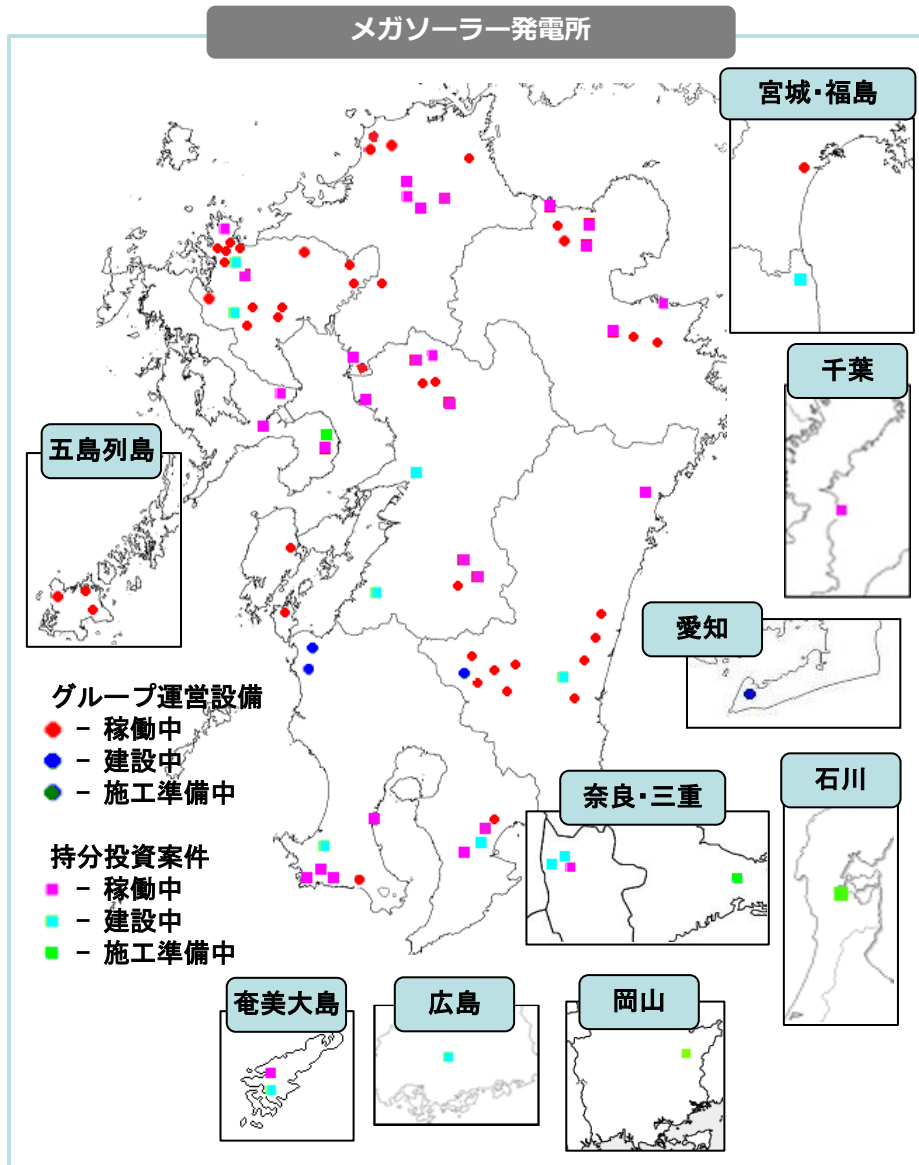 メガソーラー発電所
宮城・福島
千葉
五島列島
愛知
グループ運営設備
− 稼働中
− 建設中
− 施工準備中
奈良・三重
石川
持分投資案件
− 稼働中
− 建設中
− 施工準備中
奄美大島
広島
岡山